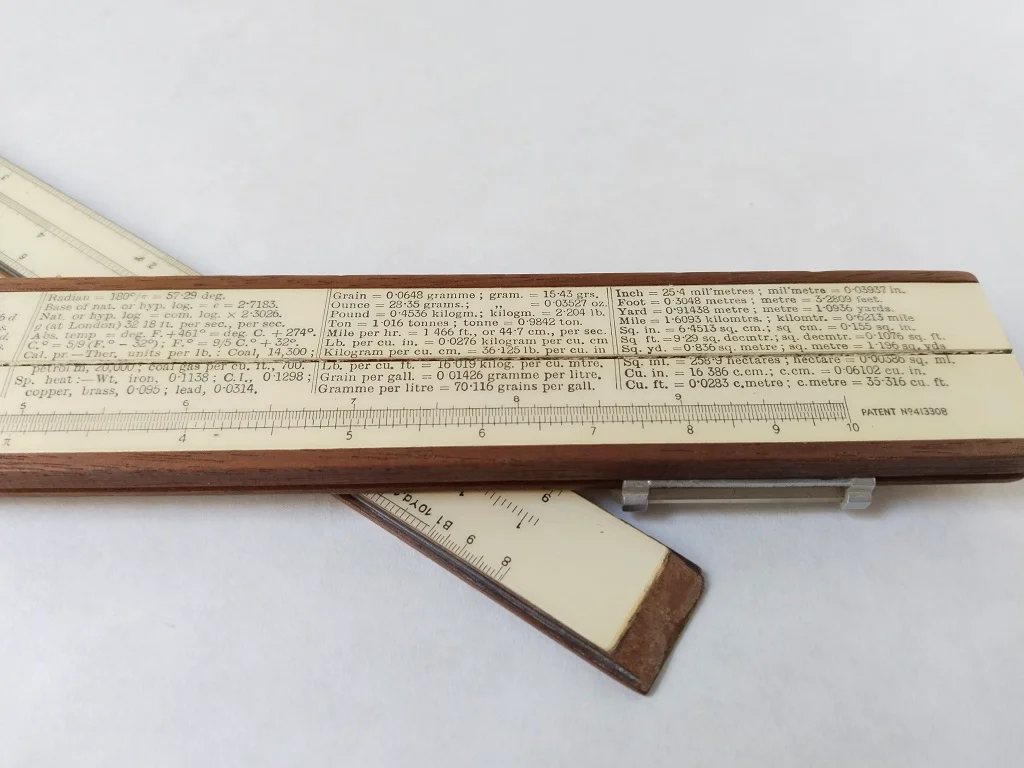 Radian = 180°/π = 57·29 deg.
Base of nat. or hyp. log. = e = 2·7183.
Nat. or hyp. log = com. log. × 2·3026.
g (at London) 32 18 ft. per sec., per sec.
Abs. temp = deg. F. +461° = deg. C. + 274°.
C.° = 5/9 (F.° − 32°); F.° = 9/5 C.° + 32°.
Cal. pr.—Ther. units per lb.: Coal, 14,300;
petrol'm, 20,000; coal gas per cu. ft., 700.
Sp. heat:—Wt. iron, 0·1138; C.I., 0·1298;
copper, brass, 0·095; lead, 0·0314.
Grain = 0·0648 gramme; gram. = 15·43 grs.
Ounce = 28·35 grams.; „ = 0·03527 oz.
Pound = 0·4536 kilogm.; kilogm. = 2·204 lb.
Ton = 1·016 tonnes; tonne = 0·9842 ton.
Mile per hr. = 1 466 ft., or 44·7 cm., per sec.
Lb. per cu. in. = 0·0276 kilogram per cu. cm
Kilogram per cu. cm. = 36·125 lb. per cu. in
Lb. per cu. ft. = 16·019 kilog. per cu. mtre.
Grain per gall. = 0 01426 gramme per litre.
Gramme per litre = 70·116 grains per gall.
Inch = 25·4 mil'metres; mil'metre = 0·03937 in.
Foot = 0·3048 metres; metre = 3·2809 feet.
Yard = 0·91438 metre; metre = 1·0936 yards.
Mile = 1·6093 kilomtrs.; kilomtr. = 0·6213 mile
Sq. in. = 6·4513 sq. cm.; sq. cm. = 0·155 sq. in.
Sq. ft. = 9·29 sq. decmtr.; sq. decmtr. = 0·1076 sq. ft.
Sq. yd. = 0·836 sq. metre; sq. metre = 1·196 sq. yds
Sq. ml. = 258·9 hectares; hectare = 0·00386 sq. ml.
Cu. in. = 16 386 c.cm.; c.cm. = 0·06102 cu. in.
Cu. ft. = 0·0283 c,metre; c.metre = 35·316 cu. ft.
5 6 7 8 9
PATENT Nº413308
π 4 5 6 7 8 9 10
B1 10Yd
1 1 9
9 8